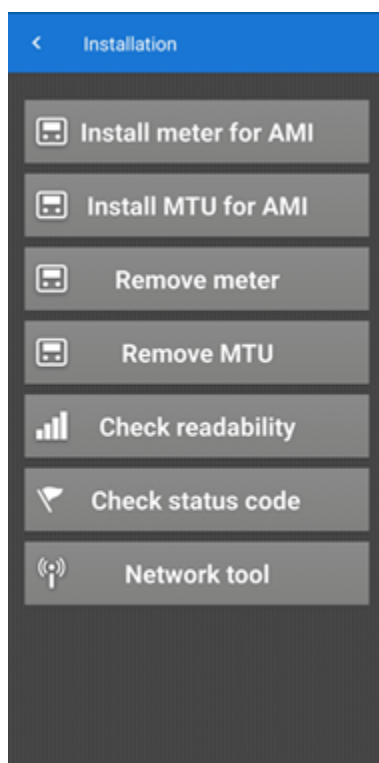 Installation
Install meter for AMI
Install MTU for AMI
Remove meter
Remove MTU
Check readability
Check status code
Network tool